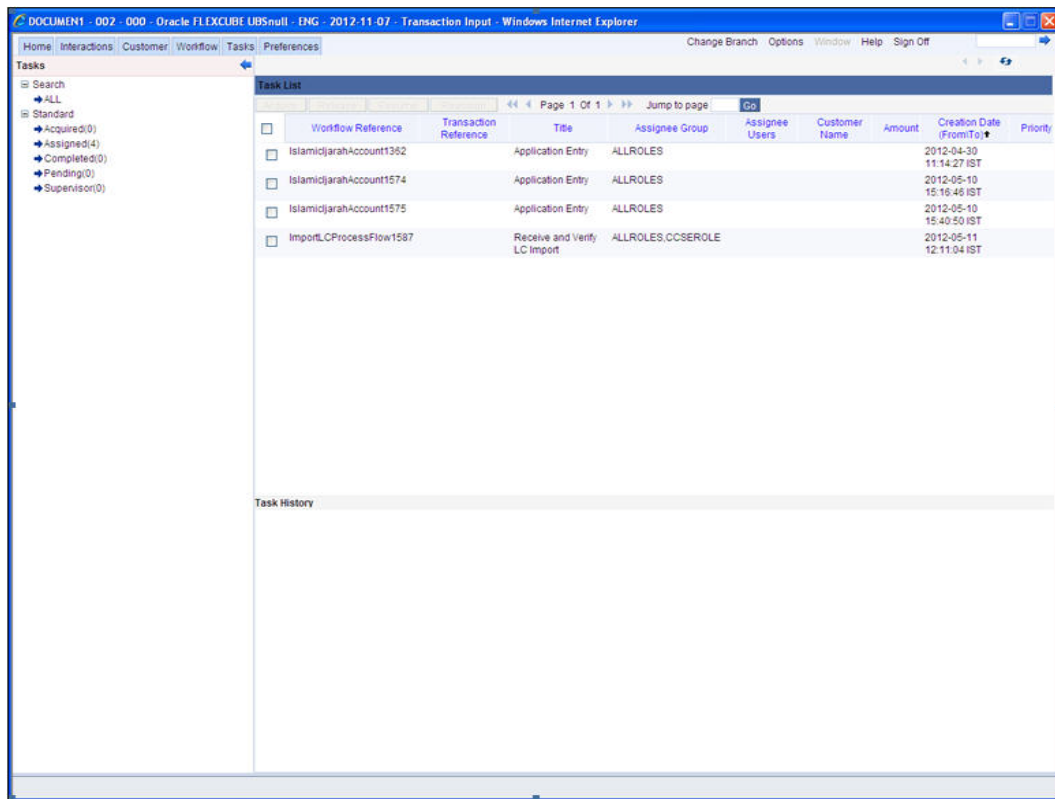 DOCUMENT1 - 002 - 000 - Oracle FLEXCUBE UBSnull - ENG - 2012-11-07 - Transaction Input - Windows Internet Explorer
Home Interactions Customer Workflow Tasks Preferences
Change Branch Options Window Help Sign Off
Tasks
Search
ALL
Standard
Acquired(0)
Assigned(4)
Completed(0)
Pending(0)
Supervisor(0)
Task List
Page 1 Of 1 Jump to page Go
Workflow Reference Transaction Reference Title Assignee Group Assignee Users Customer Name Amount Creation Date (From|To) Priority
IslamicIjarahAccount1362 Application Entry ALLROLES 2012-04-30 11:14:27 IST
IslamicIjarahAccount1574 Application Entry ALLROLES 2012-05-10 15:16:46 IST
IslamicIjarahAccount1575 Application Entry ALLROLES 2012-05-10 15:40:50 IST
ImportLCProcessFlow1587 Receive and Verify LC Import ALLROLES,CCSEROLE 2012-05-11 12:11:04 IST
Task History